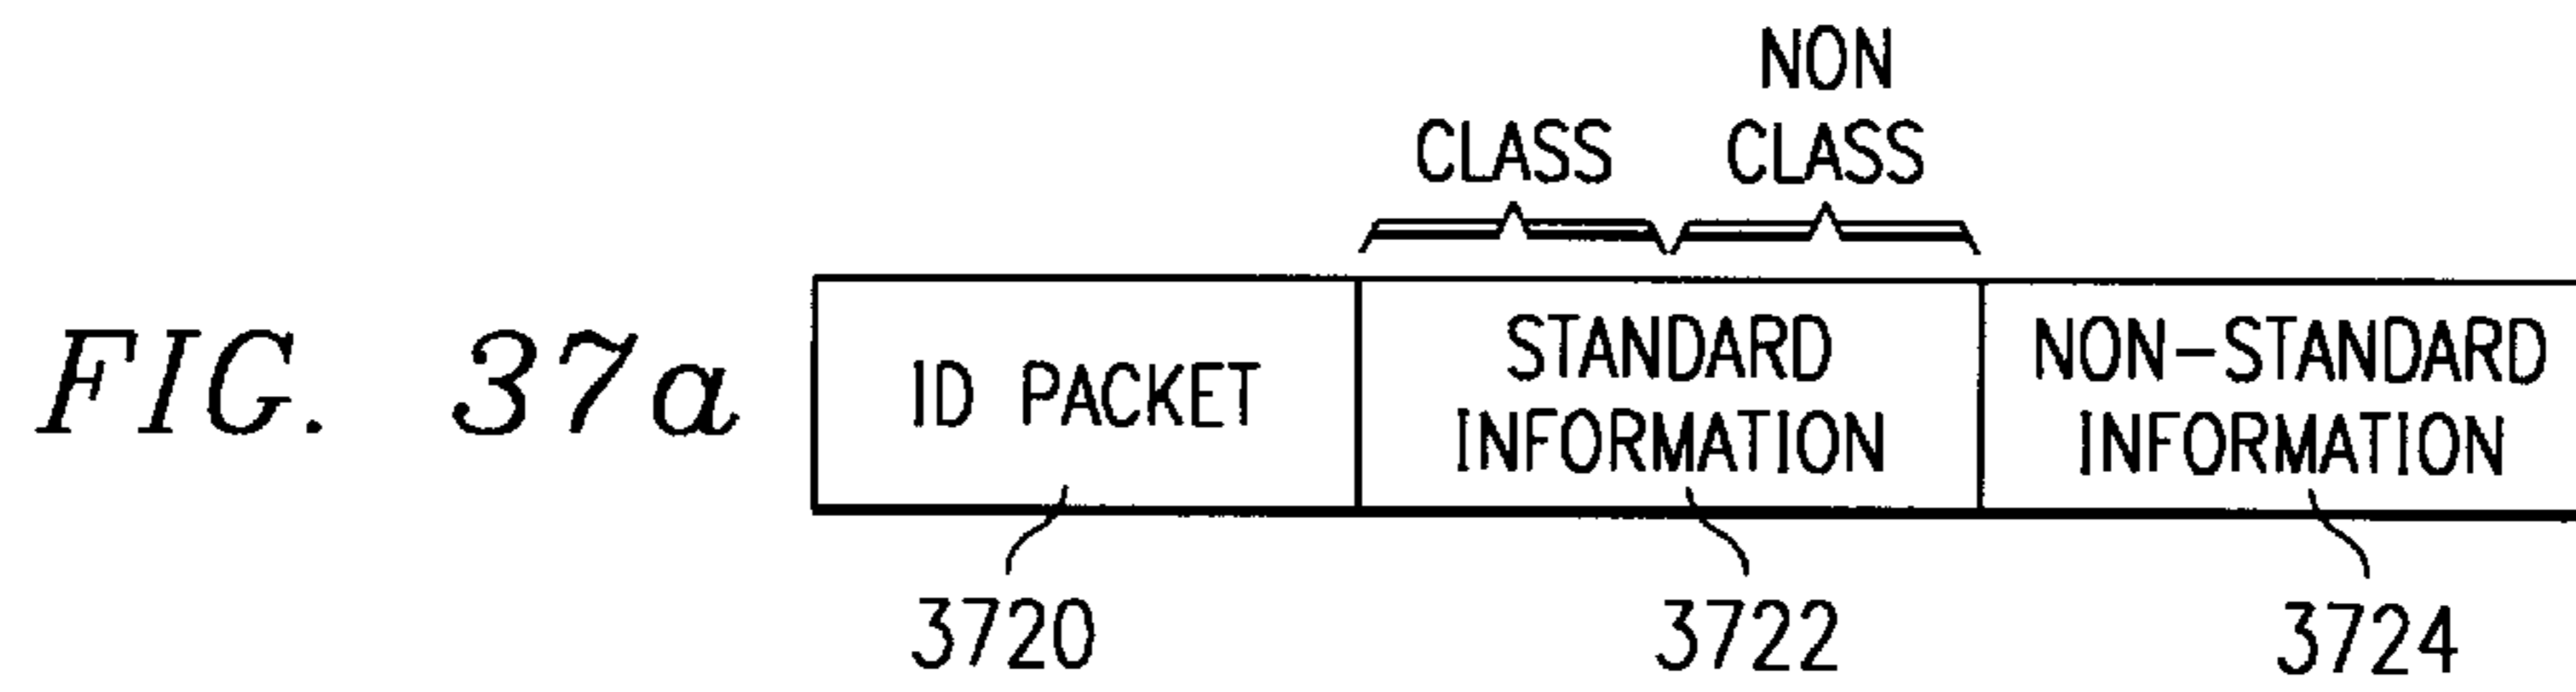 NON
CLASS CLASS
FIG. 37a ID PACKET
STANDARD
INFORMATION
NON-STANDARD
INFORMATION
3720 3722 3724